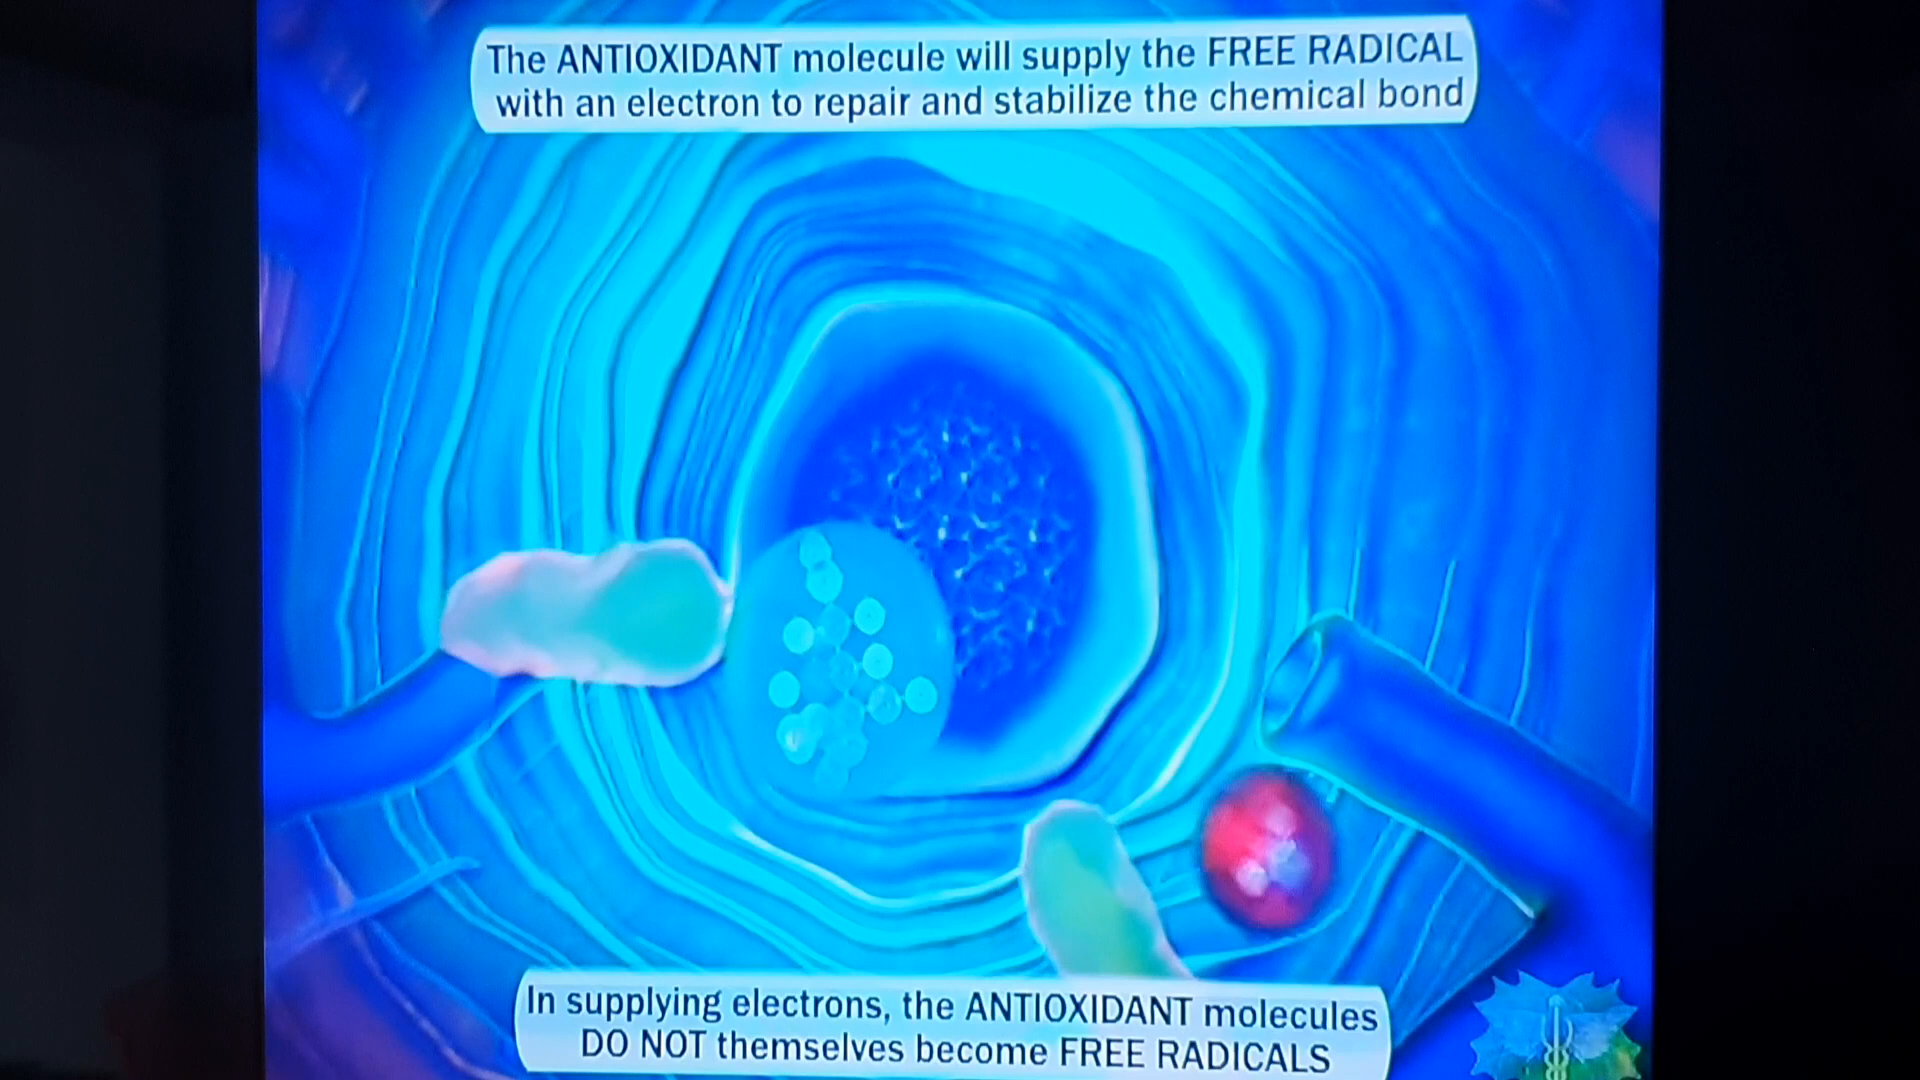 The ANTIOXIDANT molecule will supply the FREE RADICAL
with an electron to repair and stabilize the chemical bond
In supplying electrons, the ANTIOXIDANT molecules
DO NOT themselves become FREE RADICALS